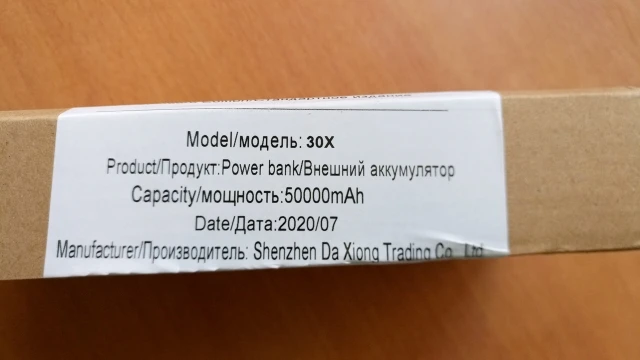 Model/модель: 30X
Product/Продукт:Power bank/Внешний аккумулятор
Capacity/мощность:50000mAh
Date/Дата:2020/07
Manufacturer/Производитель: Shenzhen Da Xiong Trading Co., Ltd